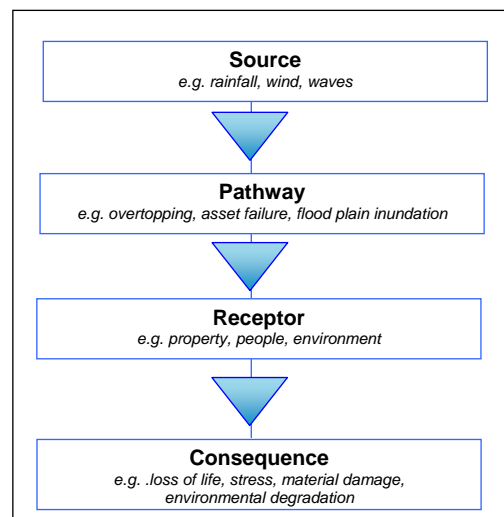 Source
e.g. rainfall, wind, waves
Pathway
e.g. overtopping, asset failure, flood plain inundation
Receptor
e.g. property, people, environment
Consequence
e.g. .loss of life, stress, material damage,
environmental degradation